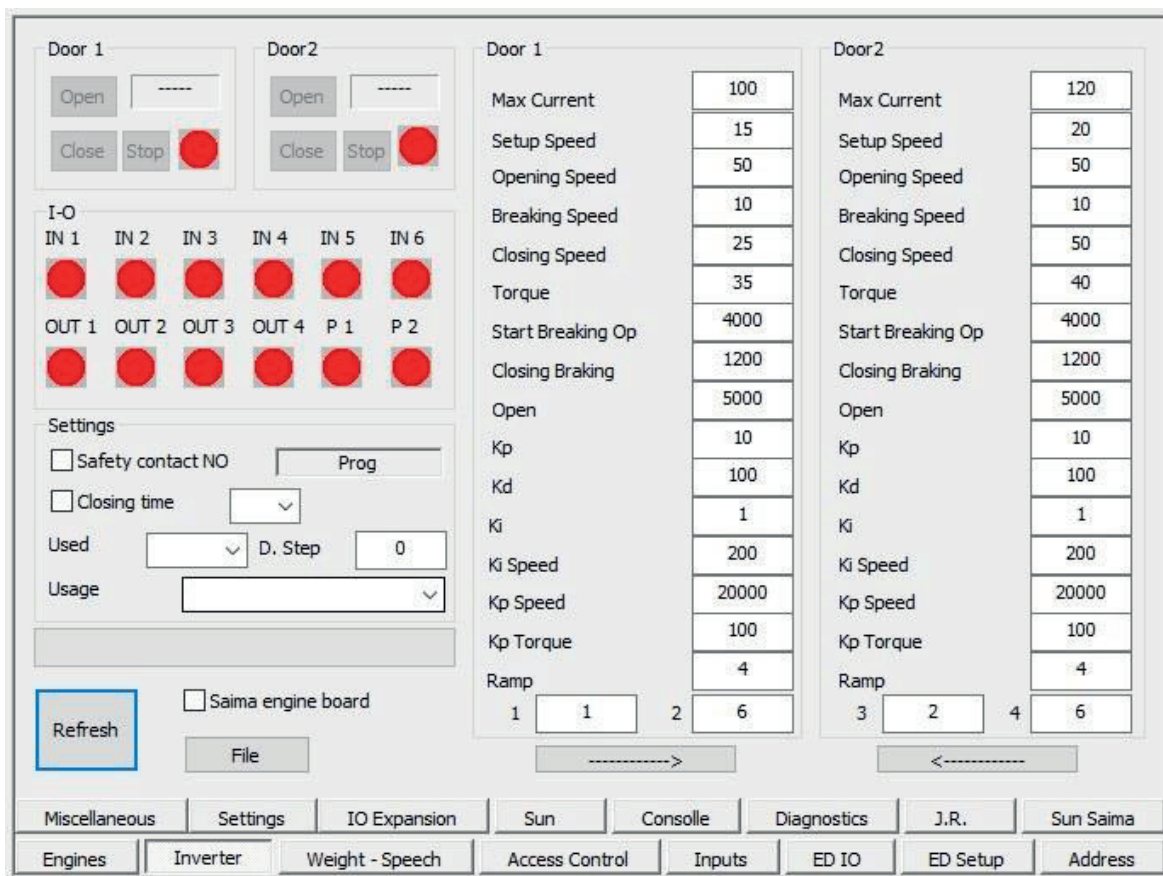 Door 1
Open -----
Close Stop
Door2
Open -----
Close Stop
I-O
IN 1 IN 2 IN 3 IN 4 IN 5 IN 6
OUT 1 OUT 2 OUT 3 OUT 4 P 1 P 2
Settings
Safety contact NO Prog
Closing time
Used D. Step 0
Usage
Refresh
Saima engine board
File
Door 1
Max Current 100
Setup Speed 15
Opening Speed 50
Breaking Speed 10
Closing Speed 25
Torque 35
Start Breaking Op 4000
Closing Braking 1200
Open 5000
Kp 10
Kd 100
Ki 1
Ki Speed 200
Kp Speed 20000
Kp Torque 100
Ramp 4
1 1 2 6
------------>
Door2
Max Current 120
Setup Speed 20
Opening Speed 50
Breaking Speed 10
Closing Speed 50
Torque 40
Start Breaking Op 4000
Closing Braking 1200
Open 5000
Kp 10
Kd 100
Ki 1
Ki Speed 200
Kp Speed 20000
Kp Torque 100
Ramp 4
3 2 4 6
<------------
Miscellaneous Settings IO Expansion Sun Consolle Diagnostics J.R. Sun Saima
Engines Inverter Weight - Speech Access Control Inputs ED IO ED Setup Address